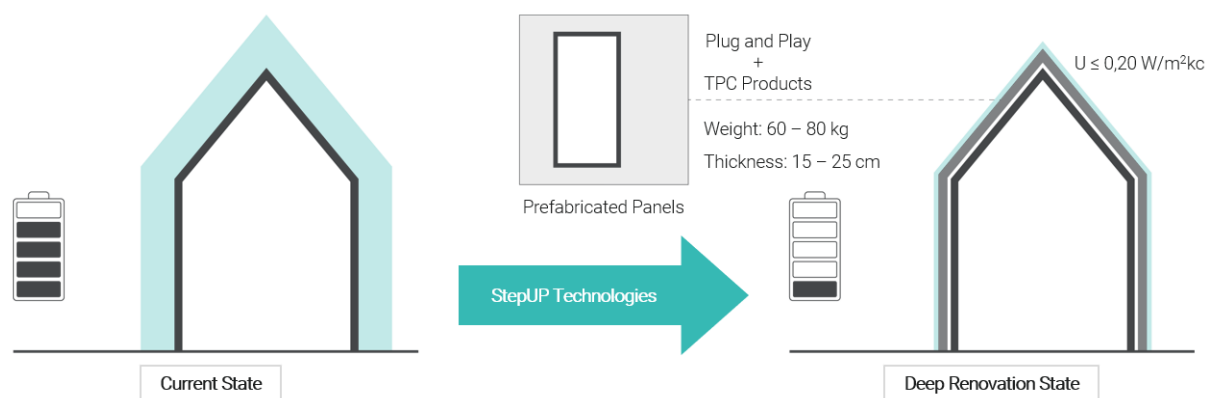 Plug and Play
+
TPC Products
U ≤ 0,20 W/m²kc
Weight: 60 – 80 kg
Thickness: 15 – 25 cm
Prefabricated Panels
StepUP Technologies
Current State
Deep Renovation State